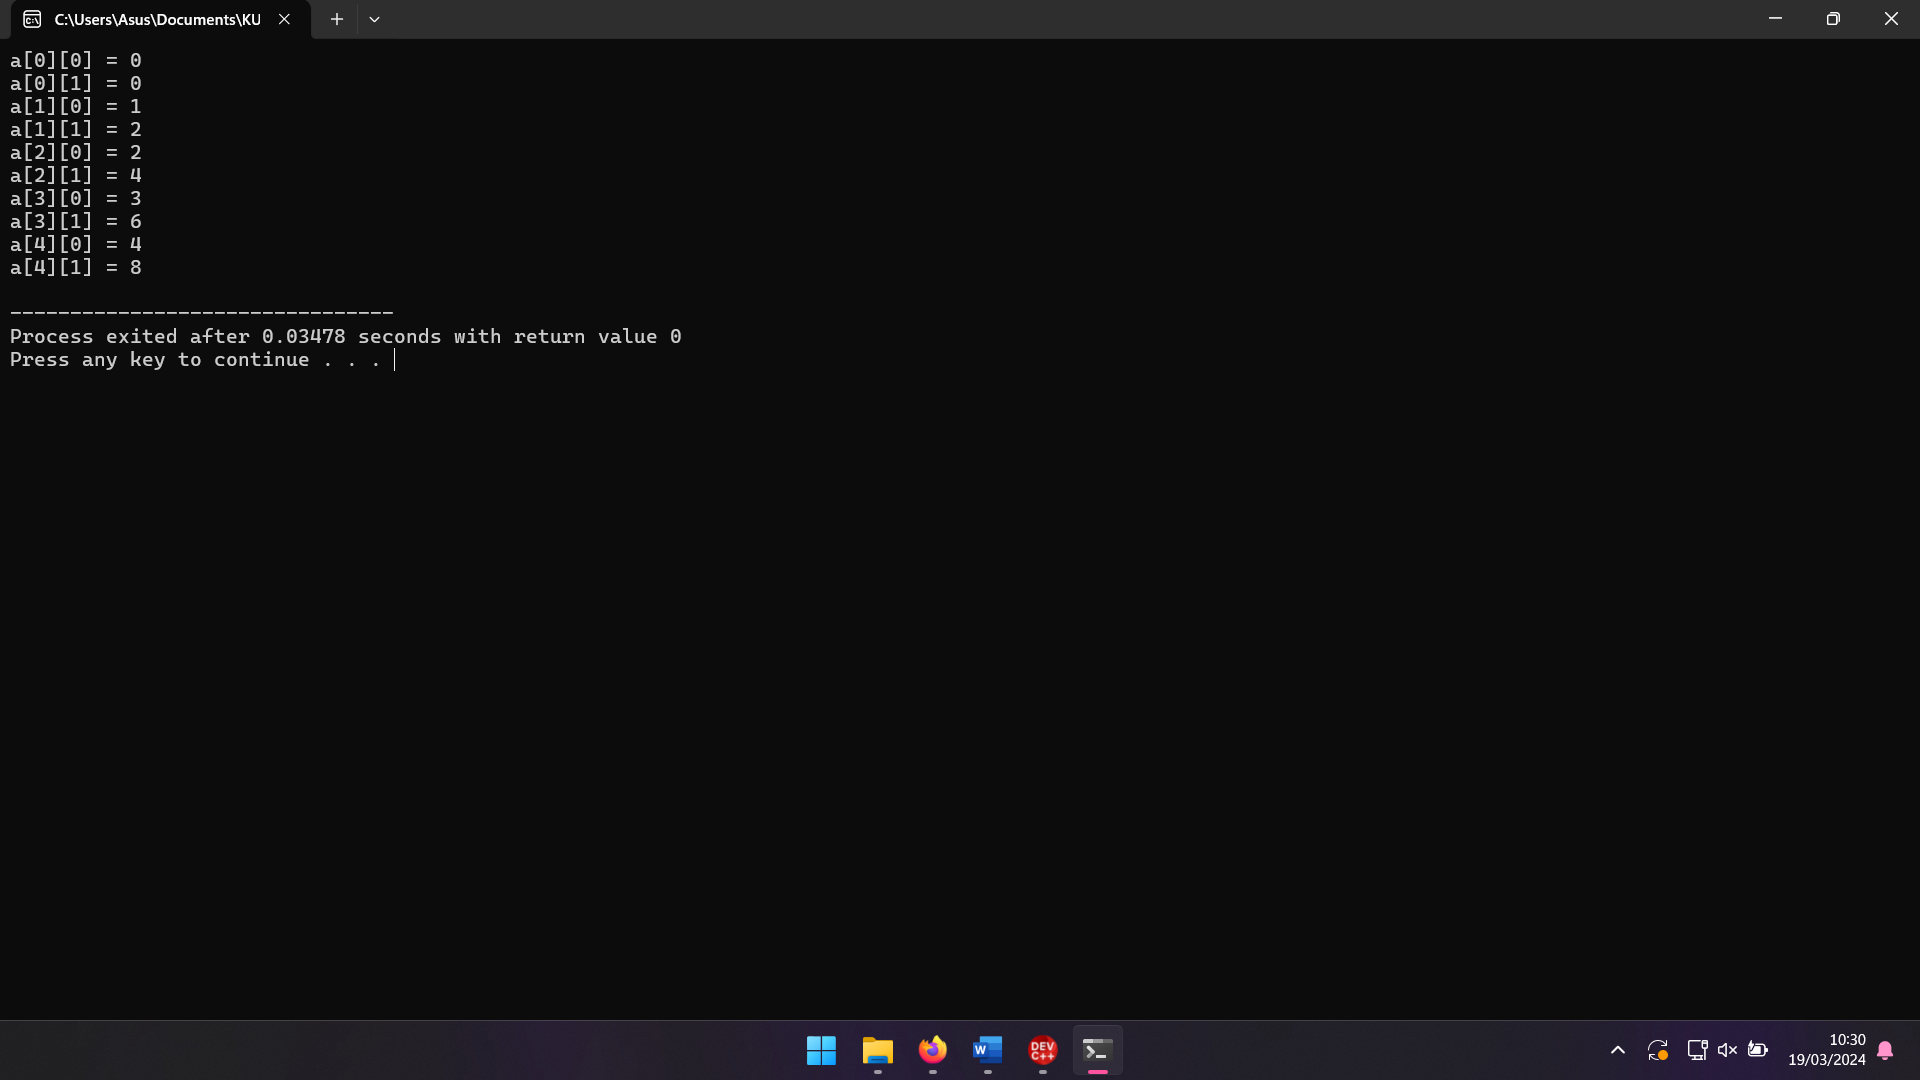 C:\Users\Asus\Documents\KU
a[0][0] = 0
a[0][1] = 0
a[1][0] = 1
a[1][1] = 2
a[2][0] = 2
a[2][1] = 4
a[3][0] = 3
a[3][1] = 6
a[4][0] = 4
a[4][1] = 8
--------------------------------
Process exited after 0.03478 seconds with return value 0
Press any key to continue . . .
W
DEV
C++
10:30
19/03/2024